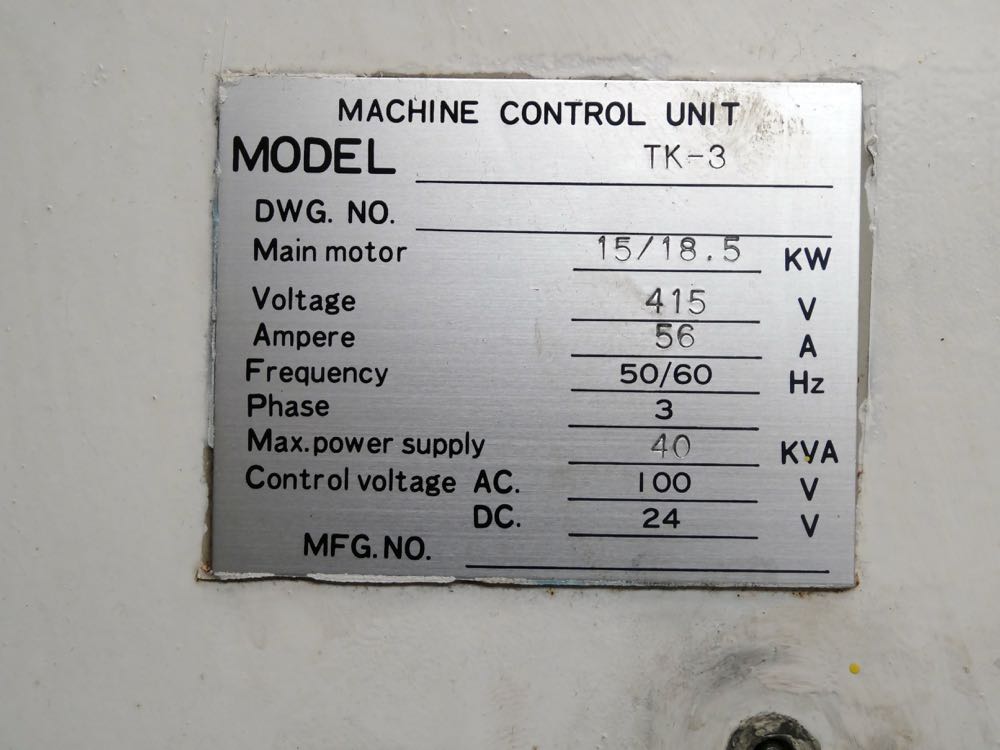 MACHINE CONTROL UNIT
MODEL TK-3
DWG. NO.
Main motor 15/18.5 KW
Voltage 415 V
Ampere 56 A
Frequency 50/60 Hz
Phase 3
Max.power supply 40 KVA
Control voltage AC. 100 V
DC. 24 V
MFG.NO.